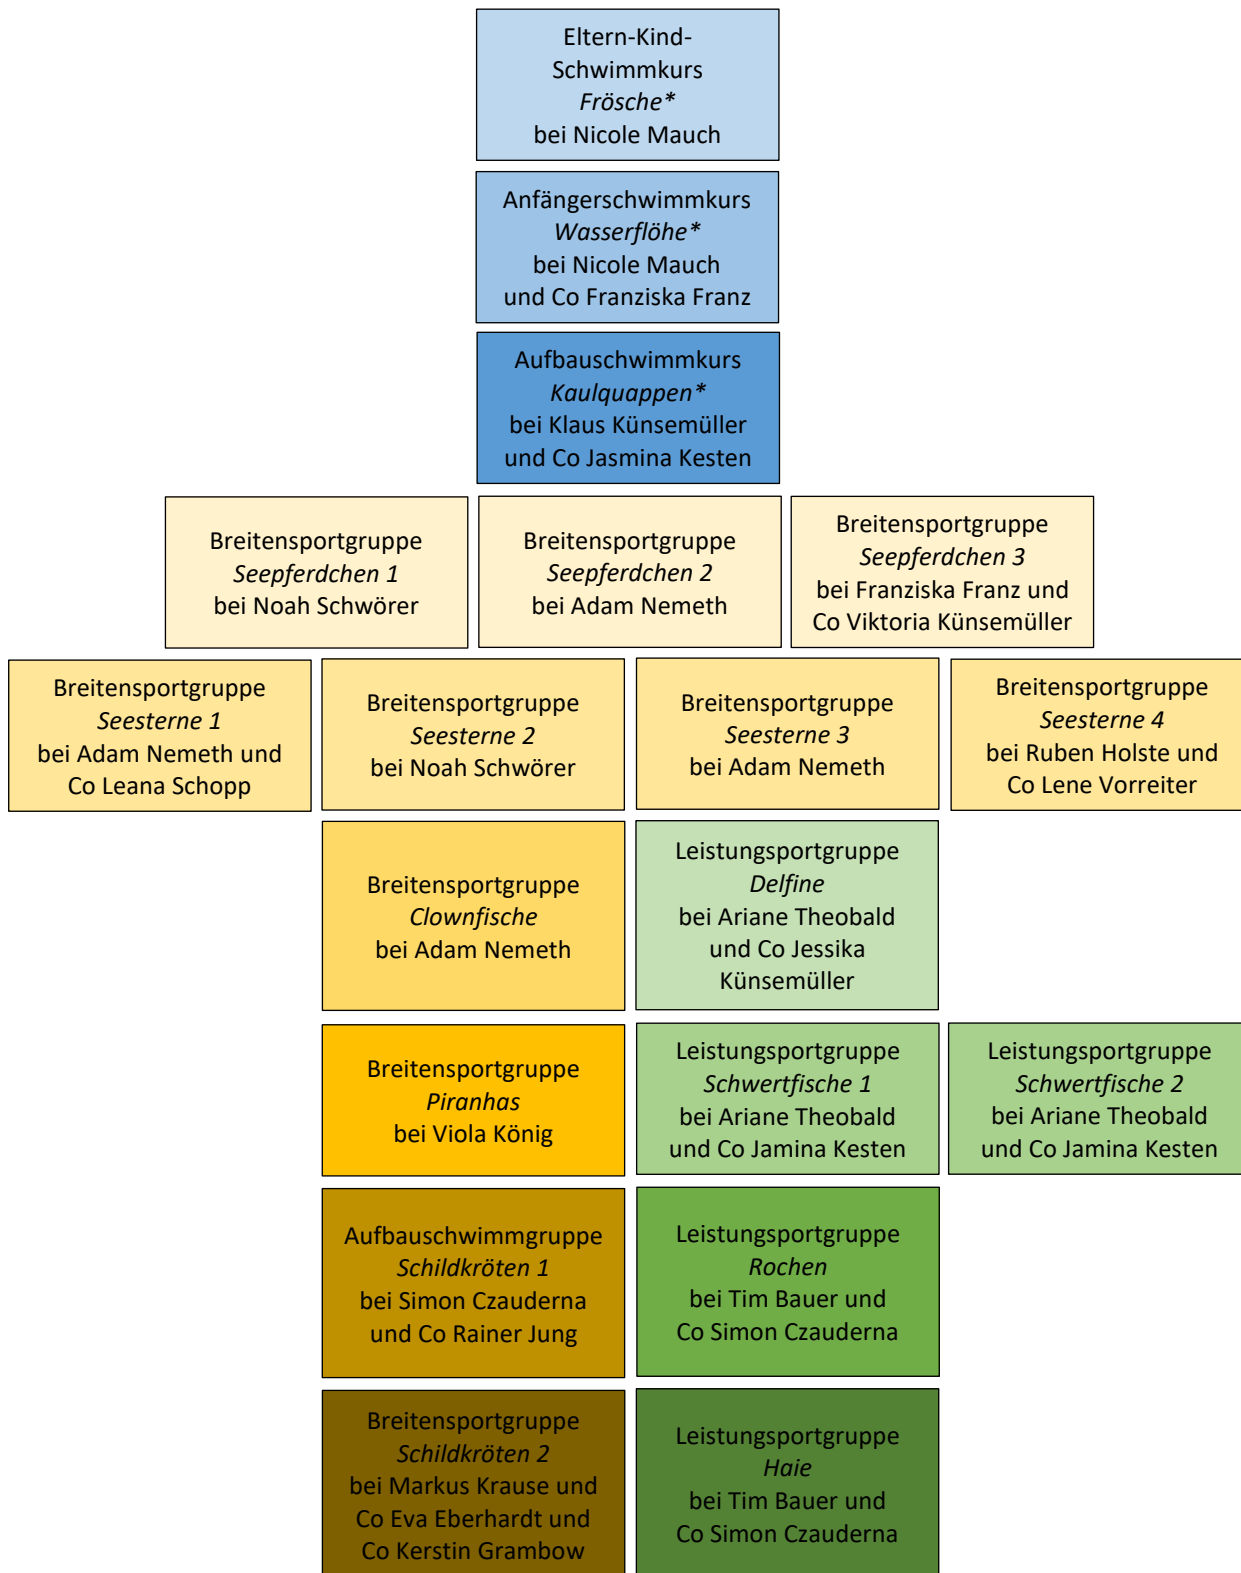 Eltern-Kind-
Schwimmkurs
Frösche*
bei Nicole Mauch
Anfängerschwimmkurs
Wasserflöhe*
bei Nicole Mauch
und Co Franziska Franz
Aufbauschwimmkurs
Kaulquappen*
bei Klaus Künsemüller
und Co Jasmina Kesten
Breitensportgruppe
Seepferdchen 1
bei Noah Schwörer
Breitensportgruppe
Seepferdchen 2
bei Adam Nemeth
Breitensportgruppe
Seepferdchen 3
bei Franziska Franz und
Co Viktoria Künsemüller
Breitensportgruppe
Seesterne 1
bei Adam Nemeth und
Co Leana Schopp
Breitensportgruppe
Seesterne 2
bei Noah Schwörer
Breitensportgruppe
Seesterne 3
bei Adam Nemeth
Breitensportgruppe
Seesterne 4
bei Ruben Holste und
Co Lene Vorreiter
Breitensportgruppe
Clownfische
bei Adam Nemeth
Leistungsportgruppe
Delfine
bei Ariane Theobald
und Co Jessika
Künsemüller
Breitensportgruppe
Piranhas
bei Viola König
Leistungsportgruppe
Schwertfische 1
bei Ariane Theobald
und Co Jamina Kesten
Leistungsportgruppe
Schwertfische 2
bei Ariane Theobald
und Co Jamina Kesten
Aufbauschwimmgruppe
Schildkröten 1
bei Simon Czauderna
und Co Rainer Jung
Leistungsportgruppe
Rochen
bei Tim Bauer und
Co Simon Czauderna
Breitensportgruppe
Schildkröten 2
bei Markus Krause und
Co Eva Eberhardt und
Co Kerstin Grambow
Leistungsportgruppe
Haie
bei Tim Bauer und
Co Simon Czauderna